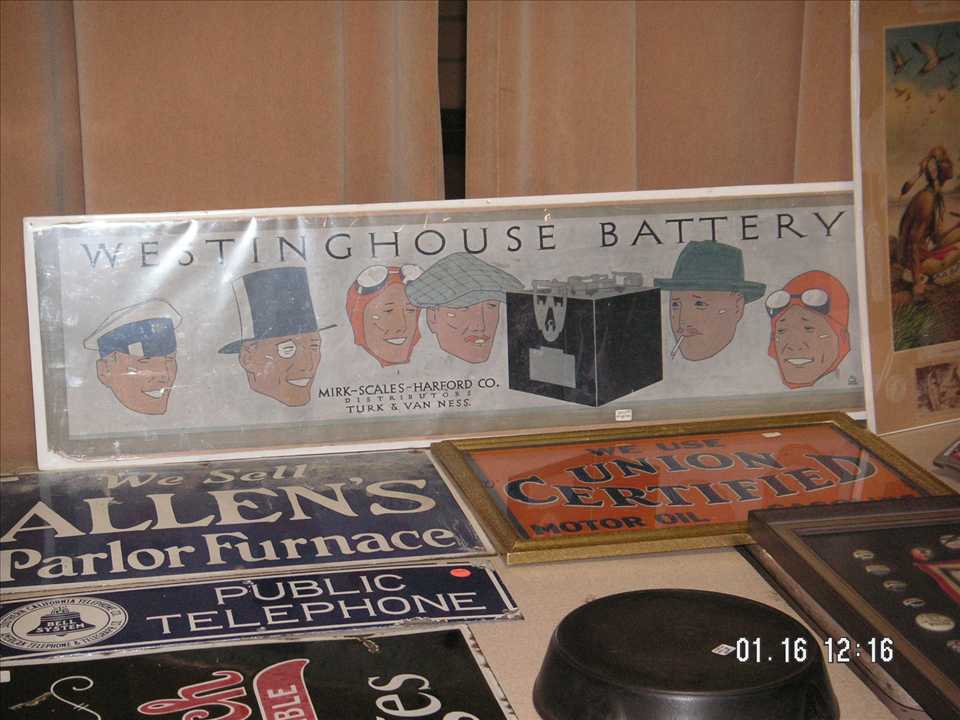 WESTINGHOUSE BATTERY
MIRK-SCALES-HARFORD CO.
DISTRIBUTORS
TURK & VAN NESS.
We Sell
ALLEN'S
Parlor Furnace
WE USE
UNION
CERTIFIED
MOTOR OIL
PUBLIC
TELEPHONE
BELL
SYSTEM
01.16 12:16